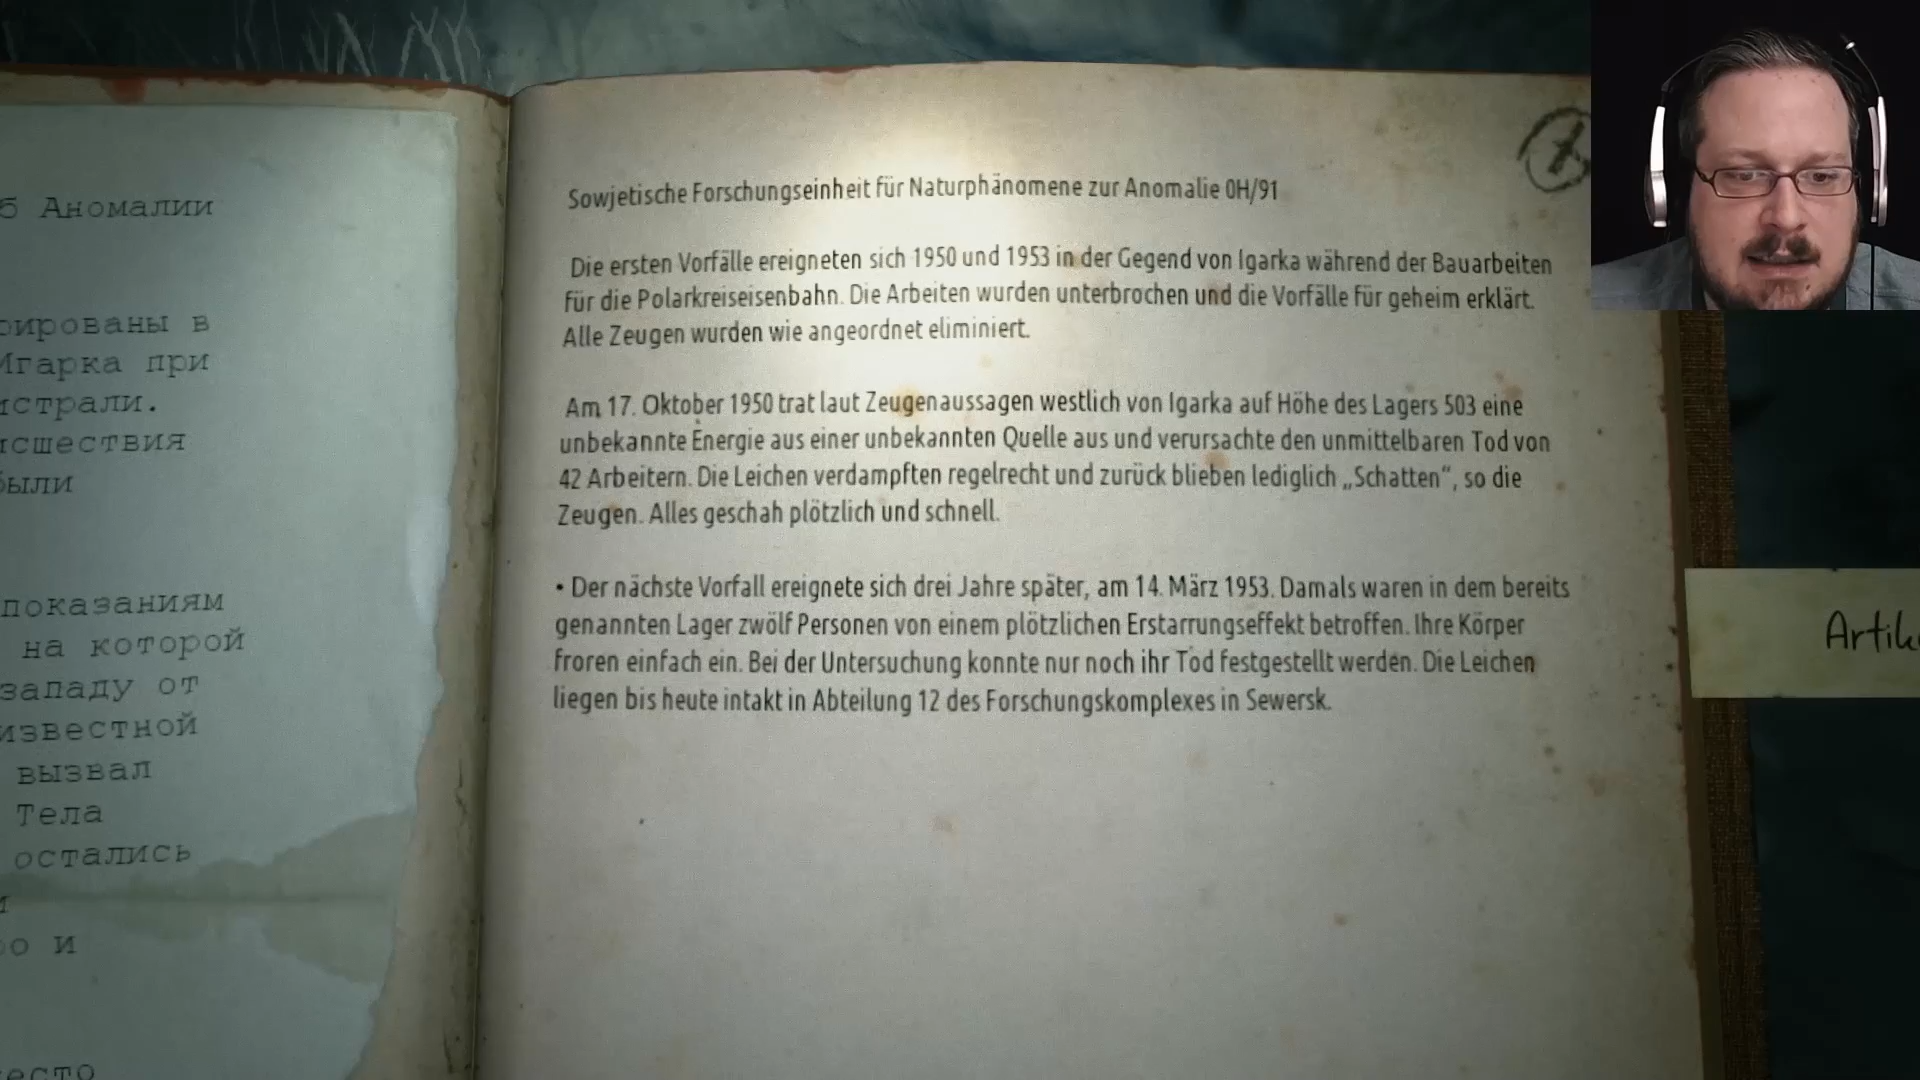 5 Аномалии
в
Игарка при
показаниям
на которой
западу от
вызвал
Тела
остались
и
Sowjetische Forschungseinheit für Naturphänomene zur Anomalie OH/91
Die ersten Vorfälle ereigneten sich 1950 und 1953 in der Gegend von Igarka während der Bauarbeiten
für die Polarkreiseisenbahn. Die Arbeiten wurden unterbrochen und die Vorfälle für geheim erklärt.
Alle Zeugen wurden wie angeordnet eliminiert.
Am 17. Oktober 1950 trat laut Zeugenaussagen westlich von Igarka auf Höhe des Lagers 503 eine
unbekannte Energie aus einer unbekannten Quelle aus und verursachte den unmittelbaren Tod von
42 Arbeitern. Die Leichen verdampften regelrecht und zurück blieben lediglich „Schatten“, so die
Zeugen. Alles geschah plötzlich und schnell.
• Der nächste Vorfall ereignete sich drei Jahre später, am 14. März 1953. Damals waren in dem bereits
genannten Lager zwölf Personen von einem plötzlichen Erstarrungseffekt betroffen. Ihre Körper
froren einfach ein. Bei der Untersuchung konnte nur noch ihr Tod festgestellt werden. Die Leichen
liegen bis heute intakt in Abteilung 12 des Forschungskomplexes in Sewersk.